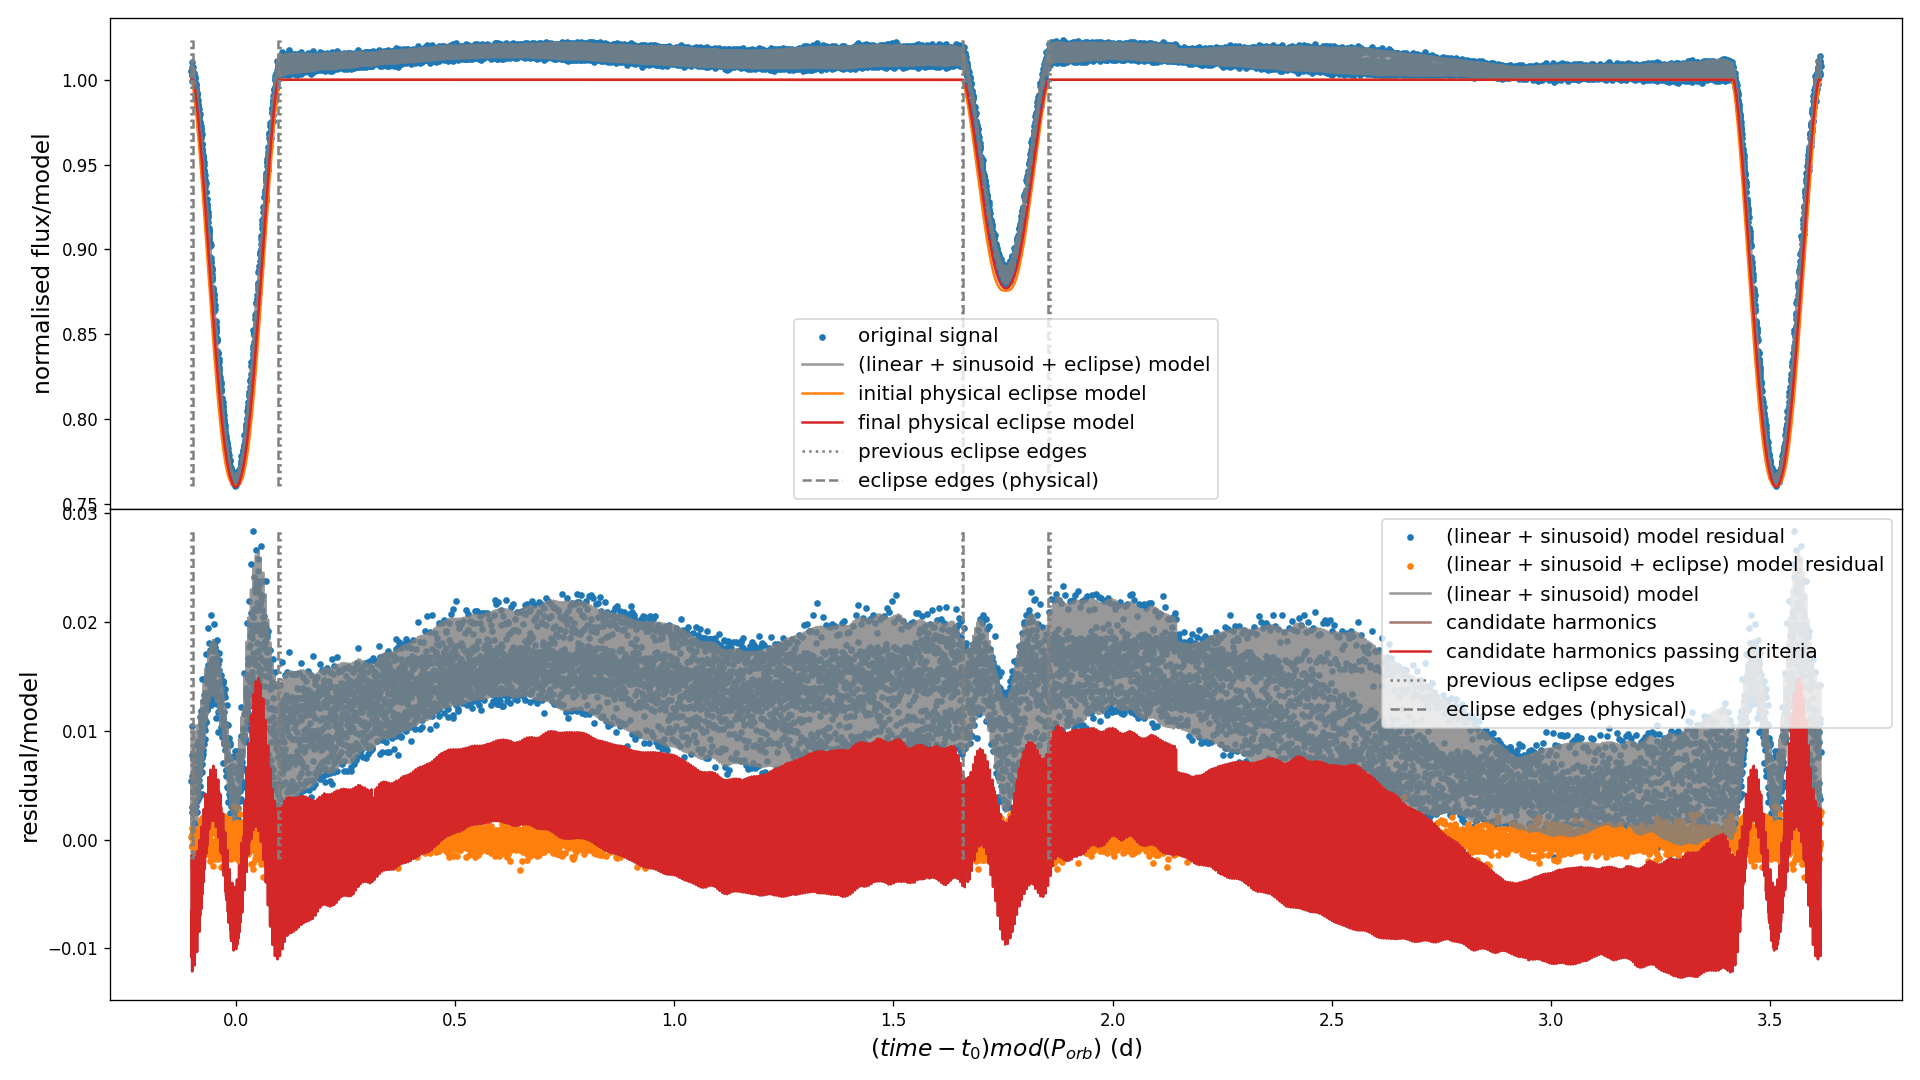 normalised flux/model
1.00
0.95
0.90
0.85
0.80
0.75
original signal
(linear + sinusoid + eclipse) model
initial physical eclipse model
final physical eclipse model
previous eclipse edges
eclipse edges (physical)
residual/model
0.03
0.02
0.01
0.00
−0.01
(linear + sinusoid) model residual
(linear + sinusoid + eclipse) model residual
(linear + sinusoid) model
candidate harmonics
candidate harmonics passing criteria
previous eclipse edges
eclipse edges (physical)
0.0 0.5 1.0 1.5 2.0 2.5 3.0 3.5
(time − t₀)mod(P_orb) (d)